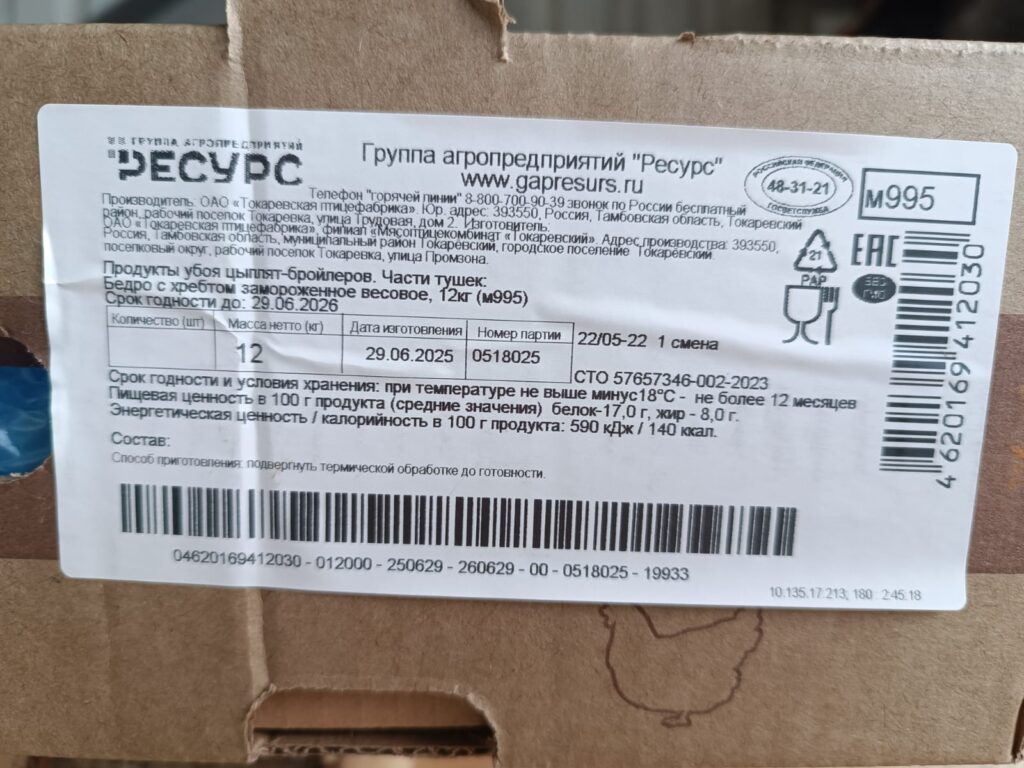 ГРУППА АГРОПРЕДПРИЯТИЙ
РЕСУРС
Группа агропредприятий "Ресурс"
www.gapresurs.ru
Телефон "горячей линии" 8-800-700-90-39 звонок по России бесплатный
Производитель: ОАО «Токаревская птицефабрика». Юр. адрес: 393550, Россия, Тамбовская область, Токаревский
район, рабочий поселок Токаревка, улица Трудовая, дом 2. Изготовитель:
ОАО «Токаревская птицефабрика», филиал «Мясоптицекомбинат «Токаревский». Адрес производства: 393550,
Россия, Тамбовская область, муниципальный район Токаревский, городское поселение Токаревский
поселковый округ, рабочий поселок Токаревка, улица Промзона.
РОССИЙСКАЯ ФЕДЕРАЦИЯ
48-31-21
ГОСВЕТСЛУЖБА
м995
21
PAP
EAC
БЕЗ
ГМО
Продукты убоя цыплят-бройлеров. Части тушек:
Бедро с хребтом замороженное весовое, 12кг (м995)
Срок годности до: 29.06.2026
Количество (шт) Масса нетто (кг) Дата изготовления Номер партии
12 29.06.2025 0518025
22/05-22 1 смена
СТО 57657346-002-2023
Срок годности и условия хранения: при температуре не выше минус18°С - не более 12 месяцев
Пищевая ценность в 100 г продукта (средние значения) белок-17,0 г, жир - 8,0 г.
Энергетическая ценность / калорийность в 100 г продукта: 590 кДж / 140 ккал.
Состав:
Способ приготовления: подвергнуть термической обработке до готовности.
04620169412030 - 012000 - 250629 - 260629 - 00 - 0518025 - 19933
10.135.17.213; 180 2:45:18
4620169412030